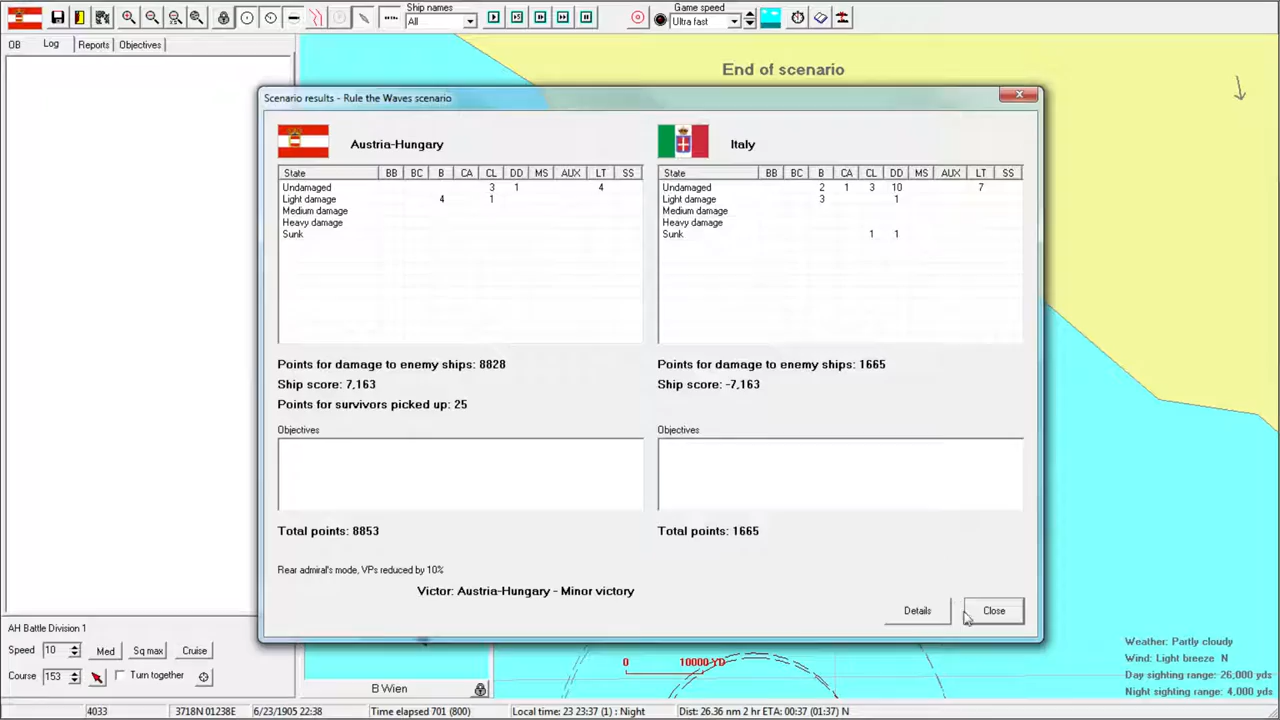 Ship names
All
Game speed
Ultra fast
OB Log Reports Objectives
End of scenario
Scenario results - Rule the Waves scenario
Austria-Hungary
State BB BC B CA CL DD MS AUX LT SS
Undamaged 3 1 4
Light damage 4 1
Medium damage
Heavy damage
Sunk
Points for damage to enemy ships: 8828
Ship score: 7,163
Points for survivors picked up: 25
Objectives
Total points: 8853
Italy
State BB BC B CA CL DD MS AUX LT SS
Undamaged 2 1 3 10 7
Light damage 3 1
Medium damage
Heavy damage
Sunk 1 1
Points for damage to enemy ships: 1665
Ship score: -7,163
Objectives
Total points: 1665
Rear admiral's mode, VPs reduced by 10%
Victor: Austria-Hungary - Minor victory
Details Close
AH Battle Division 1
Speed 10 Med Sq max Cruise
Course 153 Turn together
B Wien
0 10000 YD
Weather: Partly cloudy
Wind: Light breeze N
Day sighting range: 26,000 yds
Night sighting range: 4,000 yds
4033 3718N 01238E 6/23/1905 22:38 Time elapsed 701 (800) Local time: 23 23:37 (1) : Night Dist: 26.36 nm 2 hr ETA: 00:37 (01:37) N